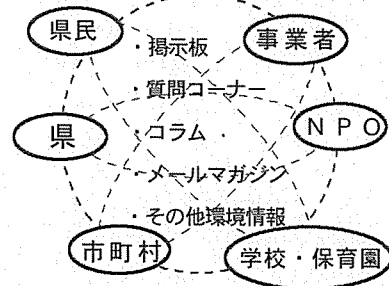 県民
事業者
・掲示板
・質問コーナー
県
NPO
・コラム
・メールマガジン
・その他環境情報
市町村
学校・保育園